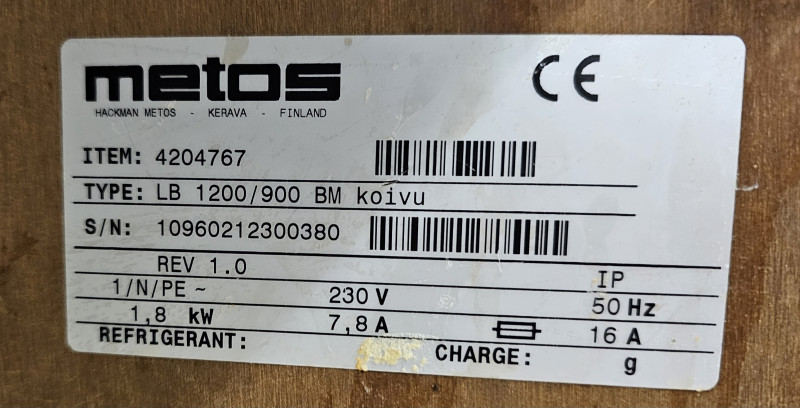 metos CE
HACKMAN METOS - KERAVA - FINLAND
ITEM: 4204767
TYPE: LB 1200/900 BM koivu
S/N: 10960212300380
REV 1.0 IP
1/N/PE ~ 230 V 50 Hz
1,8 kW 7,8 A 16 A
REFRIGERANT: CHARGE: g